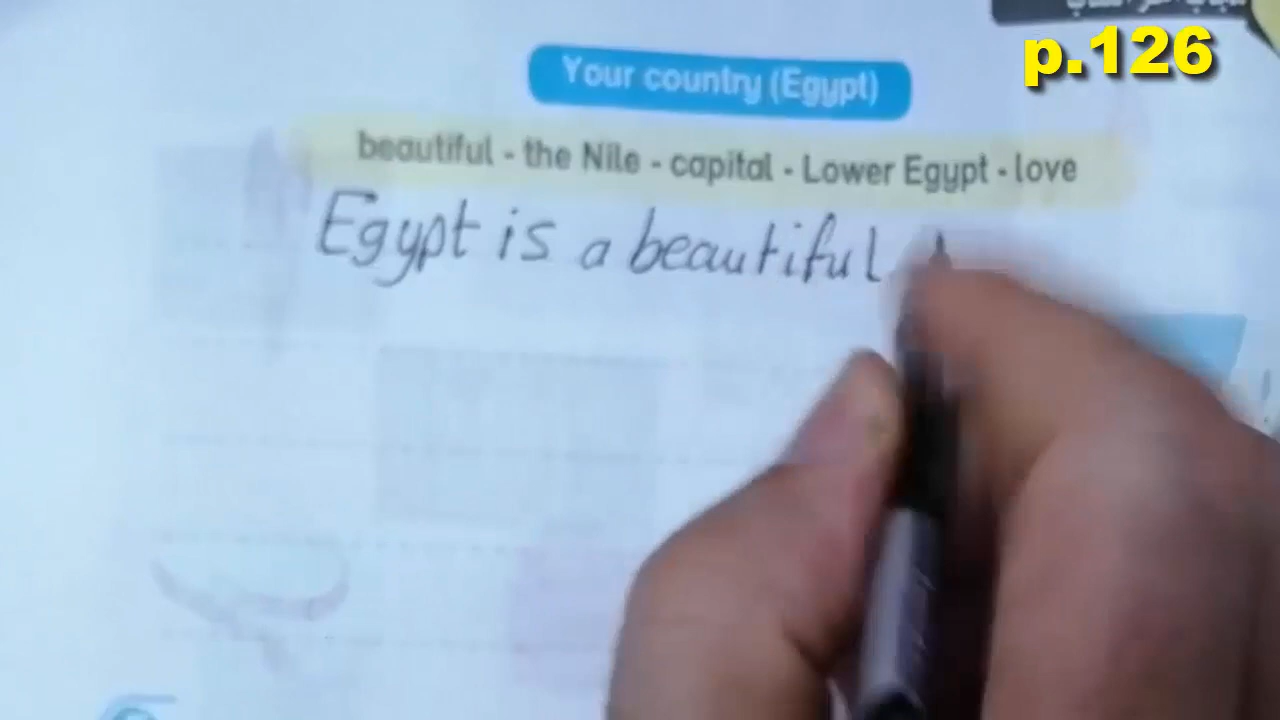 p.126
Your country (Egypt)
beautiful - the Nile - capital - Lower Egypt - love
Egypt is a beautiful